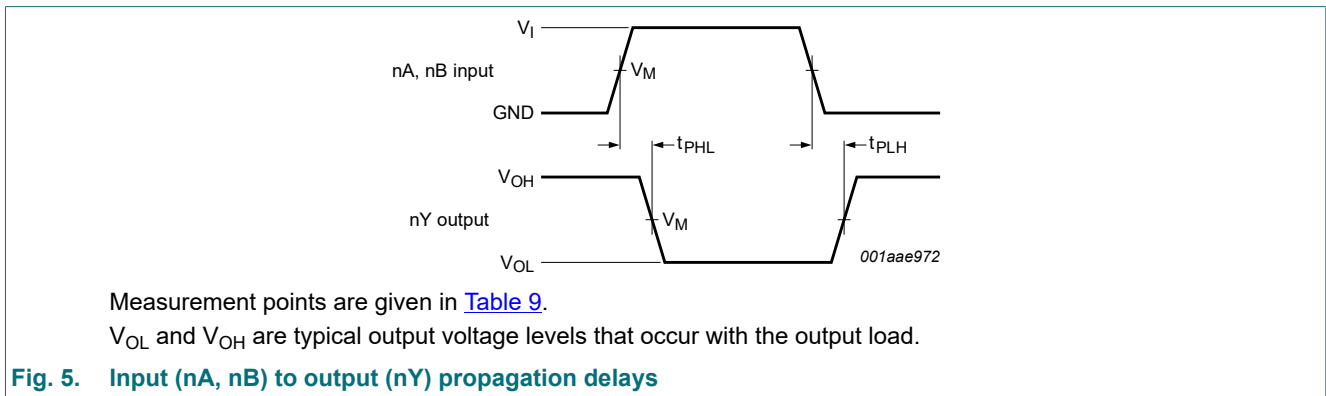 VI
nA, nB input
VM
GND
tPHL
tPLH
VOH
nY output
VM
VOL
001aae972
Measurement points are given in Table 9.
VOL and VOH are typical output voltage levels that occur with the output load.
Fig. 5. Input (nA, nB) to output (nY) propagation delays